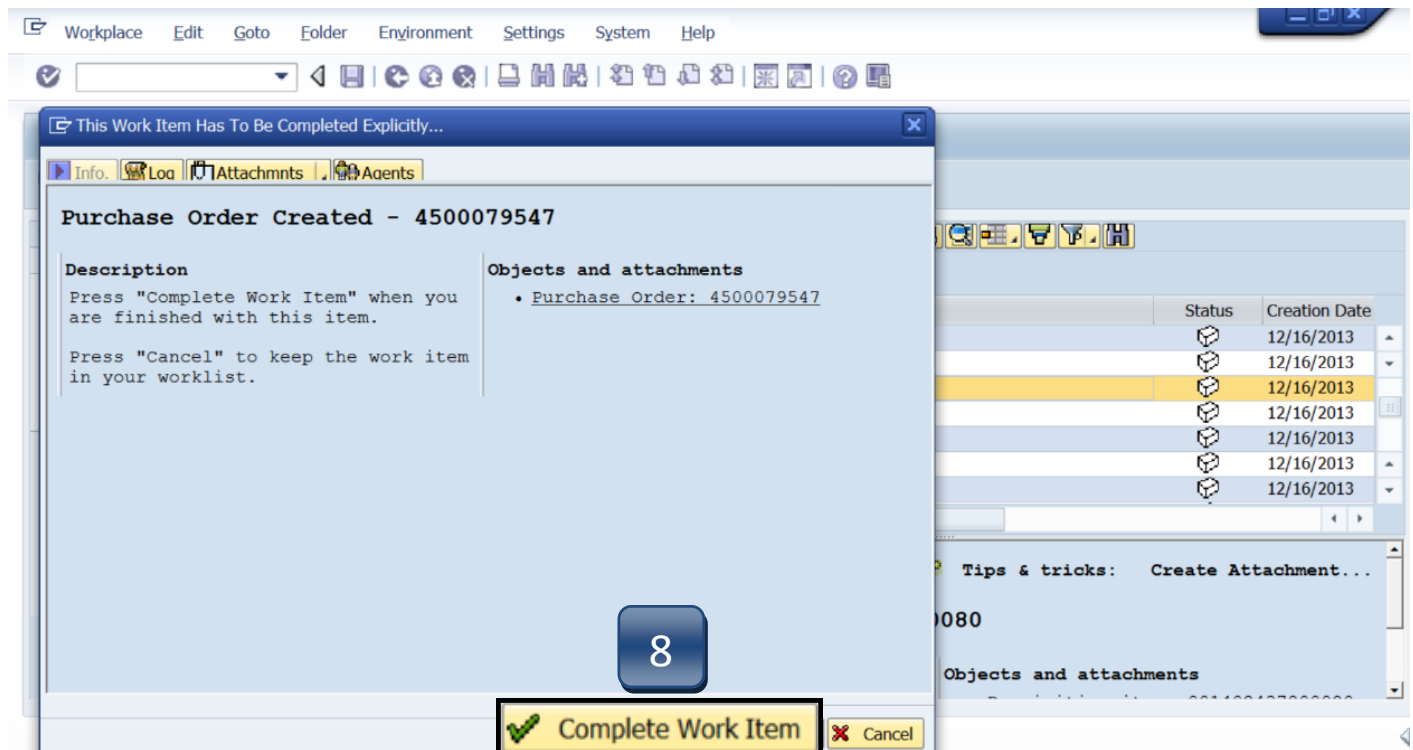 Workplace Edit Goto Folder Environment Settings System Help
This Work Item Has To Be Completed Explicitly...
Info. Log Attachmnts Agents
Purchase Order Created - 4500079547
Description
Press "Complete Work Item" when you
are finished with this item.
Press "Cancel" to keep the work item
in your worklist.
Objects and attachments
• Purchase Order: 4500079547
Status Creation Date
12/16/2013
12/16/2013
12/16/2013
12/16/2013
12/16/2013
12/16/2013
12/16/2013
Tips & tricks: Create Attachment...
0080
Objects and attachments
8
Complete Work Item Cancel